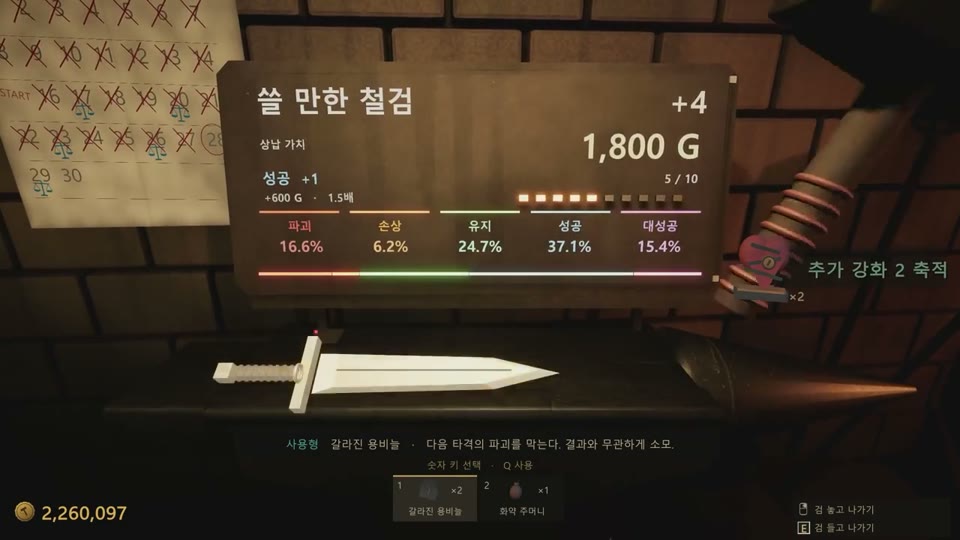 START
28
29 30
쓸 만한 철검
+4
상납 가치
1,800 G
성공 +1
5 / 10
+600 G · 1.5배
파괴 손상 유지 성공 대성공
16.6% 6.2% 24.7% 37.1% 15.4%
추가 강화 2 축적
×2
사용형 갈라진 용비늘 · 다음 타격의 파괴를 막는다. 결과와 무관하게 소모.
숫자 키 선택 · Q 사용
1 ×2 2 ×1
갈라진 용비늘 화약 주머니
2,260,097
검 놓고 나가기
E 검 들고 나가기